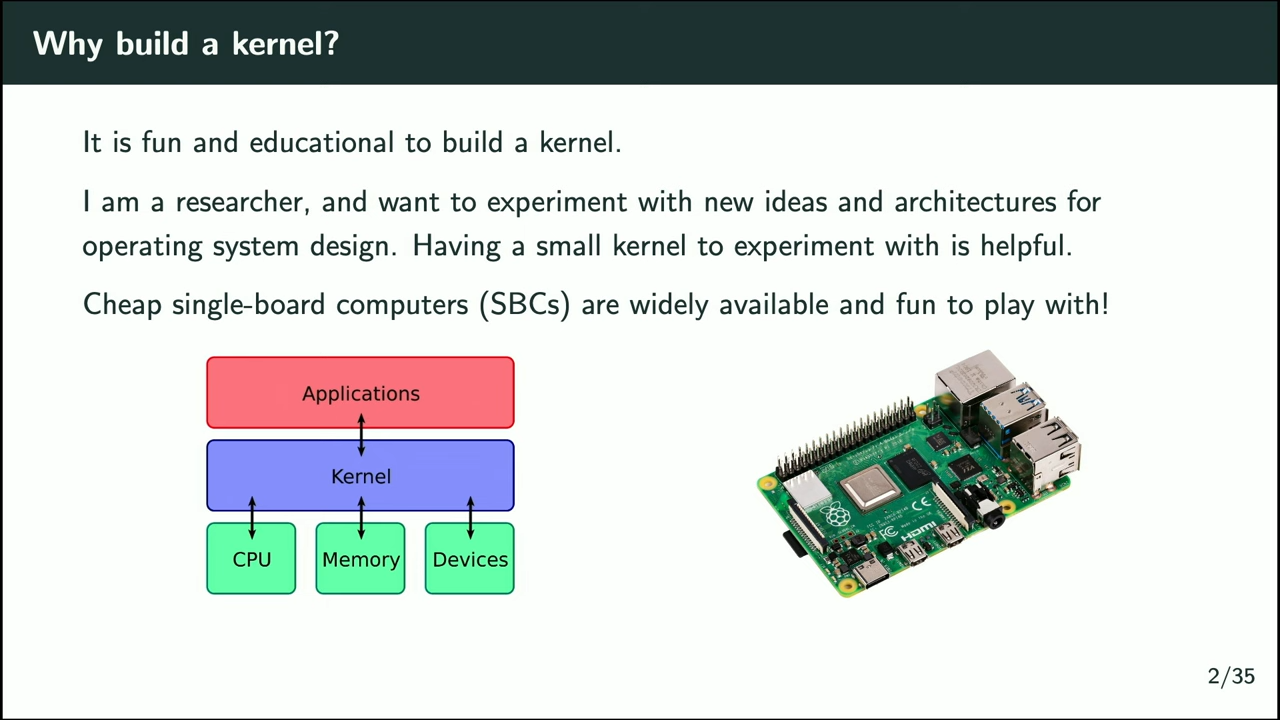 Why build a kernel?
It is fun and educational to build a kernel.
I am a researcher, and want to experiment with new ideas and architectures for
operating system design. Having a small kernel to experiment with is helpful.
Cheap single-board computers (SBCs) are widely available and fun to play with!
Applications
Kernel
CPU
Memory
Devices
HDMI
2/35